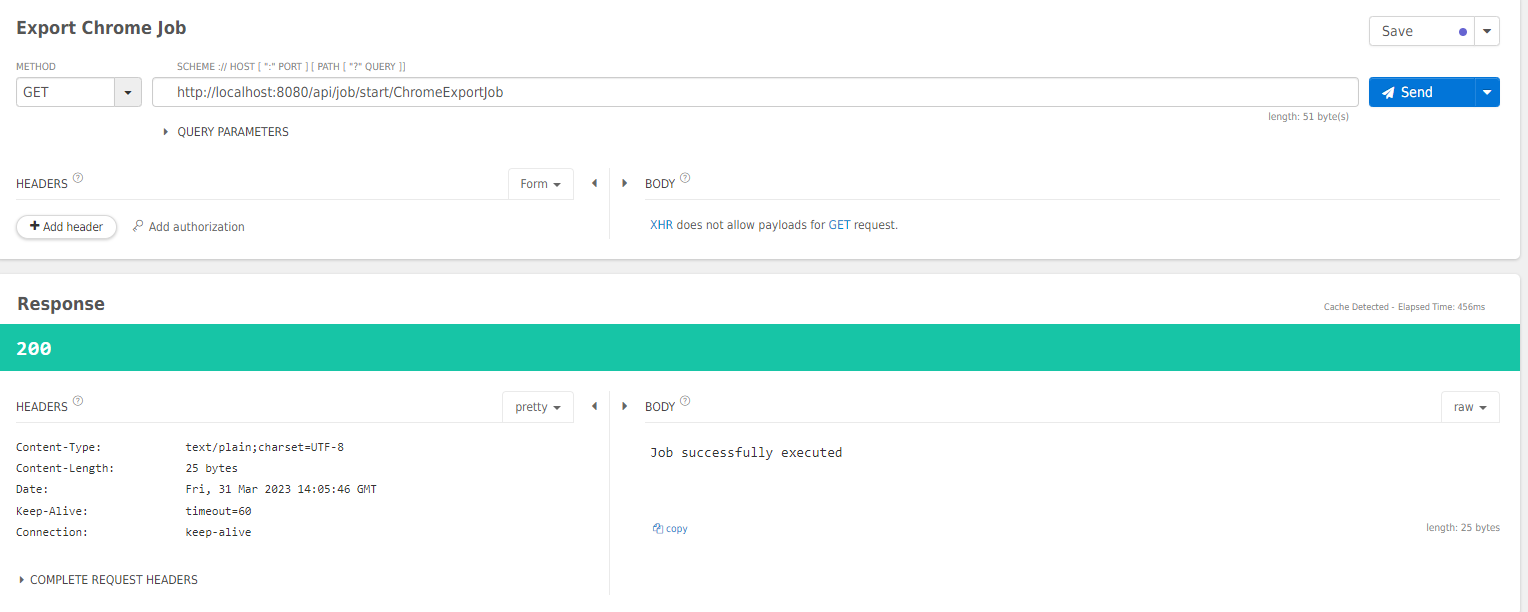 Export Chrome Job
Save
METHOD
SCHEME :// HOST [ ":" PORT ] [ PATH [ "?" QUERY ]]
GET
http://localhost:8080/api/job/start/ChromeExportJob
Send
length: 51 byte(s)
QUERY PARAMETERS
HEADERS ?
Form
BODY ?
+ Add header
Add authorization
XHR does not allow payloads for GET request.
Response
Cache Detected - Elapsed Time: 456ms
200
HEADERS ?
pretty
BODY ?
raw
Content-Type: text/plain;charset=UTF-8
Content-Length: 25 bytes
Date: Fri, 31 Mar 2023 14:05:46 GMT
Keep-Alive: timeout=60
Connection: keep-alive
Job successfully executed
copy
length: 25 bytes
COMPLETE REQUEST HEADERS